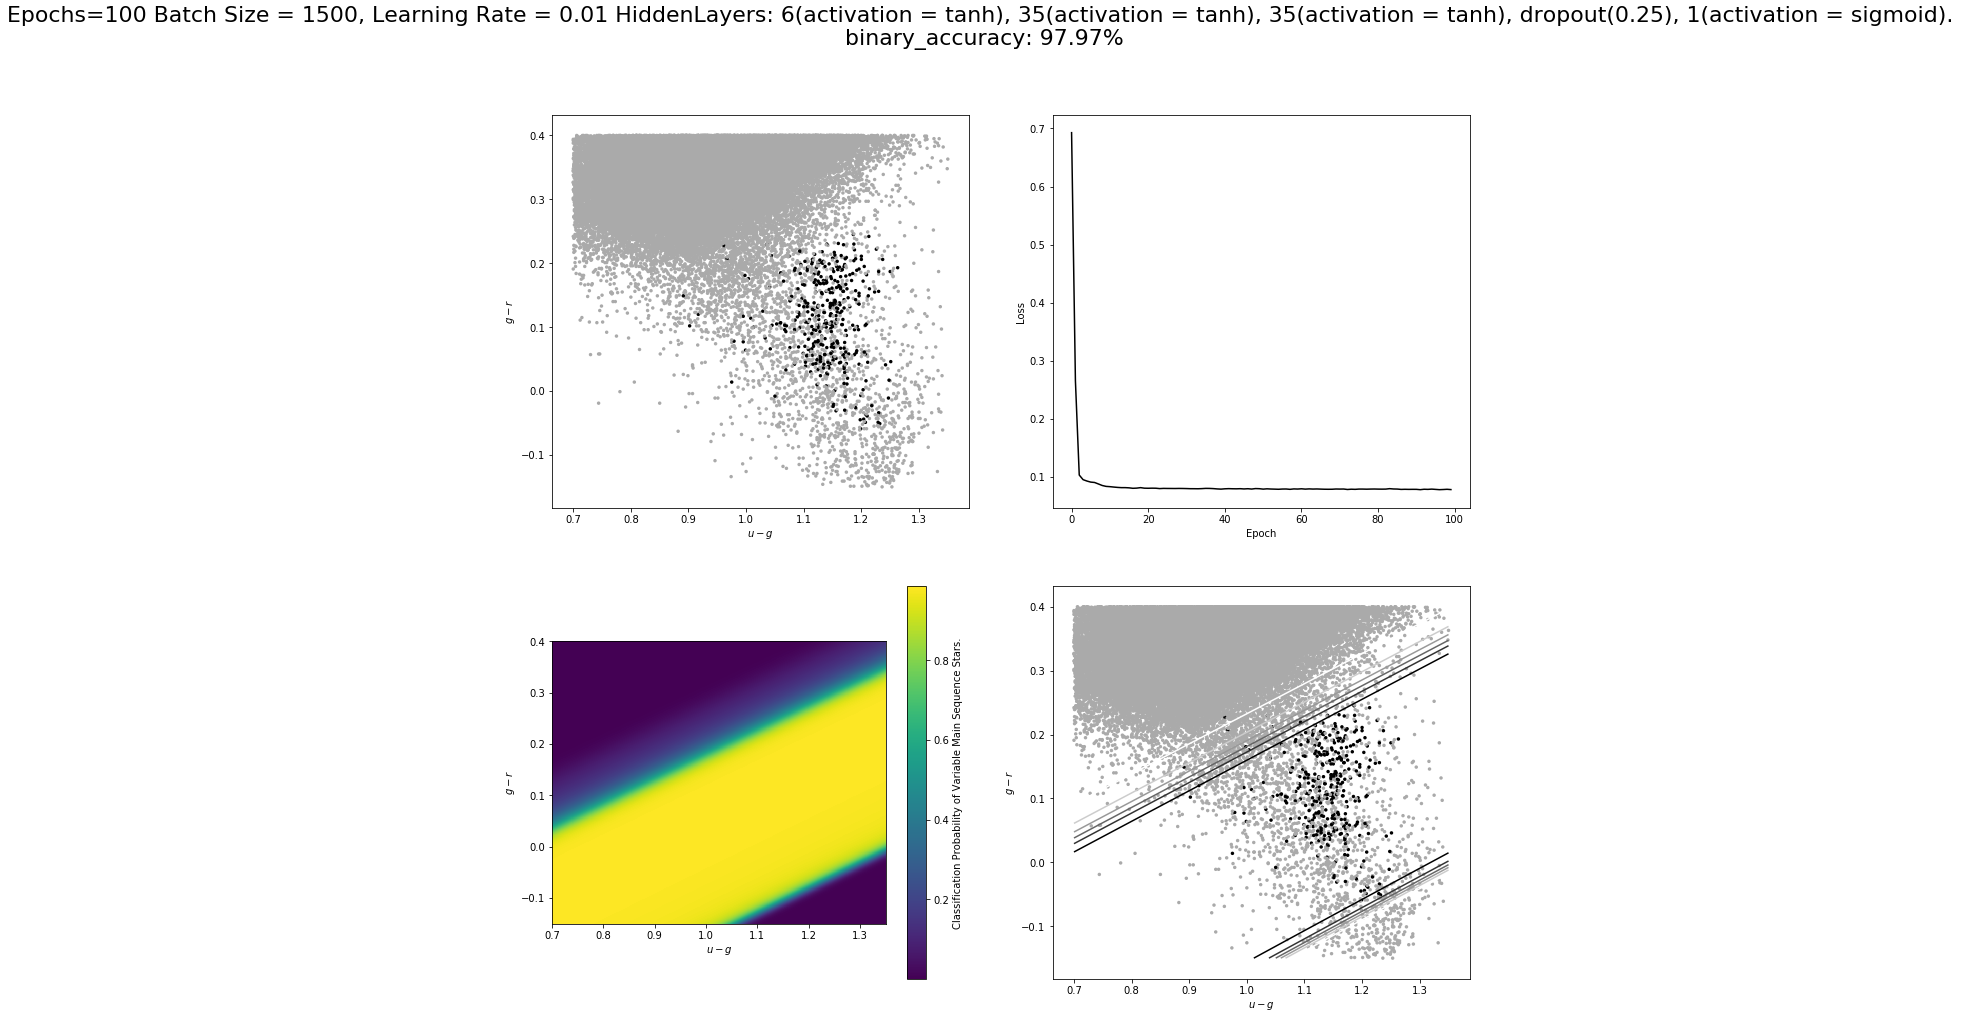 Epochs=100 Batch Size = 1500, Learning Rate = 0.01 HiddenLayers: 6(activation = tanh), 35(activation = tanh), 35(activation = tanh), dropout(0.25), 1(activation = sigmoid).
binary_accuracy: 97.97%
0.4
0.3
0.2
0.1
0.0
−0.1
g − r
0.7 0.8 0.9 1.0 1.1 1.2 1.3
u − g
0.7
0.6
0.5
0.4
0.3
0.2
0.1
Loss
0 20 40 60 80 100
Epoch
0.4
0.3
0.2
0.1
0.0
−0.1
g − r
0.7 0.8 0.9 1.0 1.1 1.2 1.3
u − g
0.8
0.6
0.4
0.2
Classification Probability of Variable Main Sequence Stars.
0.4
0.3
0.2
0.1
0.0
−0.1
g − r
0.7 0.8 0.9 1.0 1.1 1.2 1.3
u − g